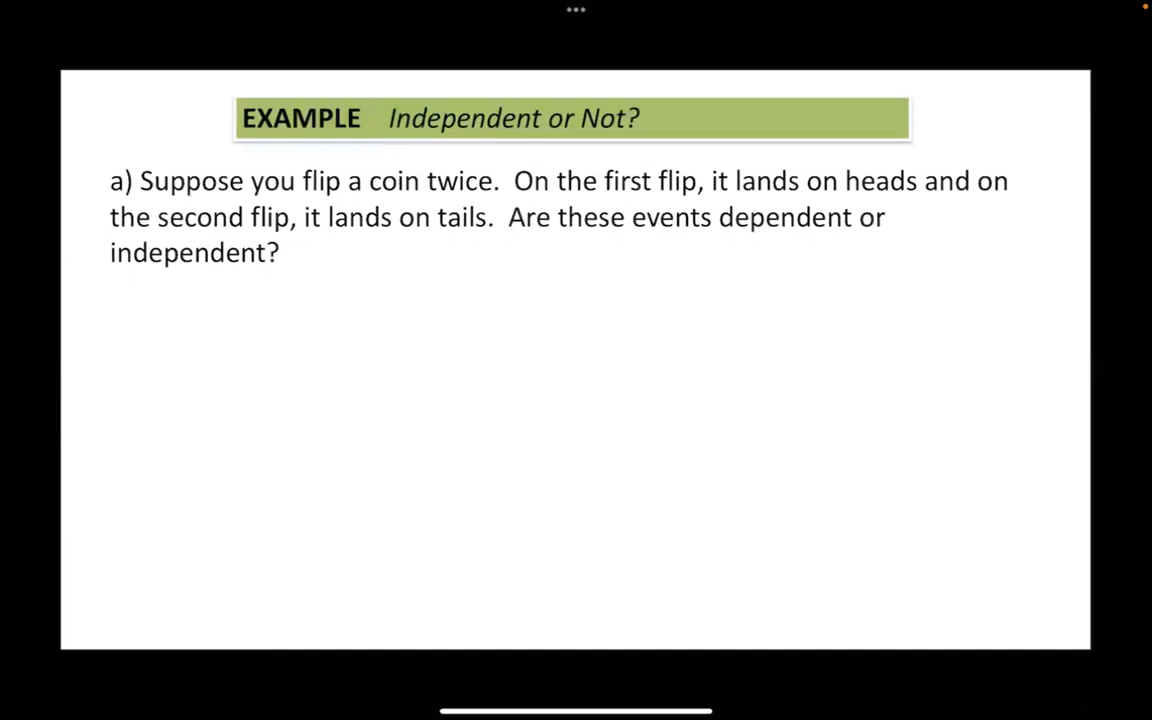 EXAMPLE Independent or Not?
a) Suppose you flip a coin twice. On the first flip, it lands on heads and on
the second flip, it lands on tails. Are these events dependent or
independent?